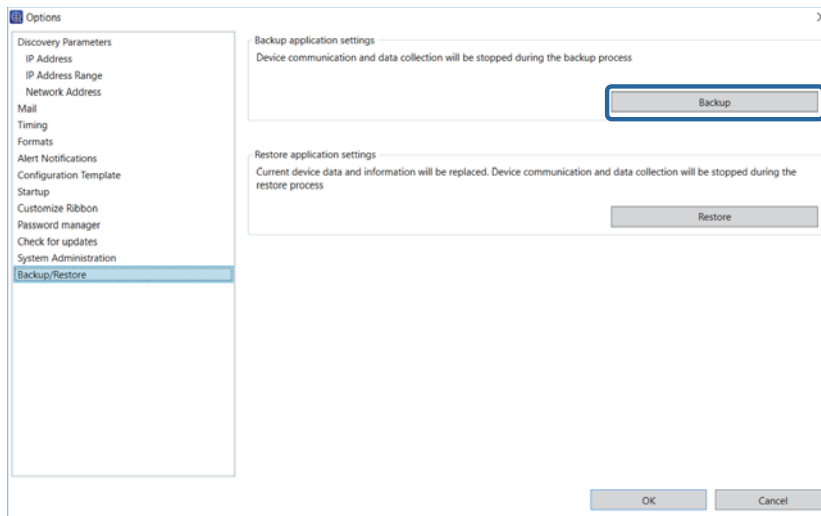 Options
Discovery Parameters
IP Address
IP Address Range
Network Address
Mail
Timing
Formats
Alert Notifications
Configuration Template
Startup
Customize Ribbon
Password manager
Check for updates
System Administration
Backup/Restore
Backup application settings
Device communication and data collection will be stopped during the backup process
Backup
Restore application settings
Current device data and information will be replaced. Device communication and data collection will be stopped during the
restore process
Restore
OK
Cancel